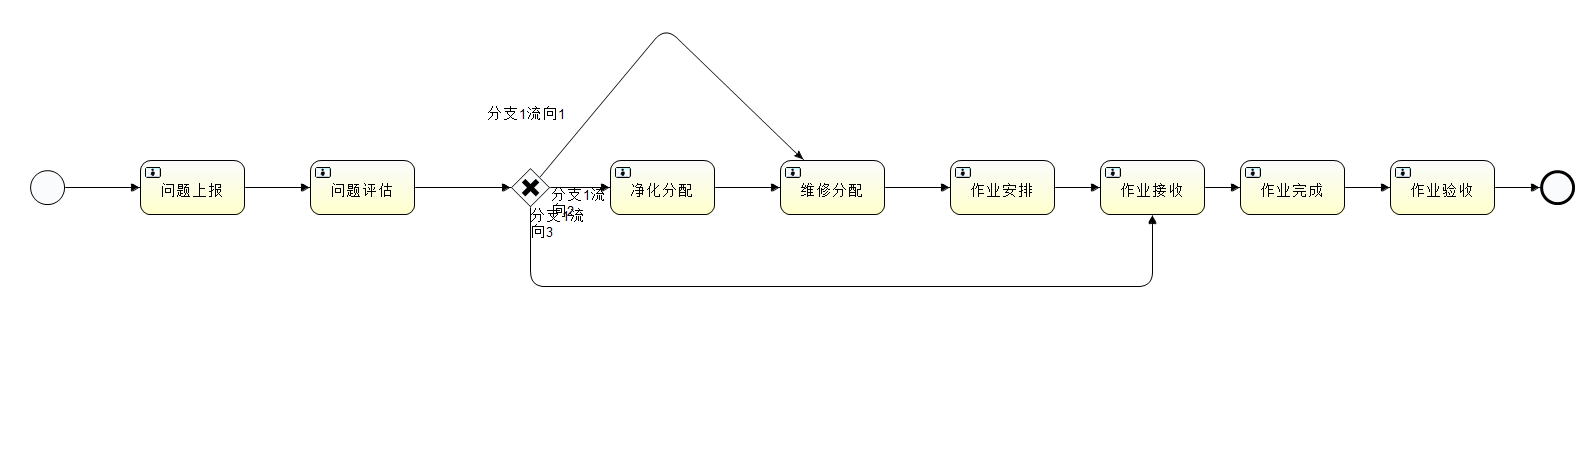 分支1流向1
问题上报
问题评估
净化分配
维修分配
作业安排
作业接收
作业完成
作业验收
分支1流
向2
分支1流
向3